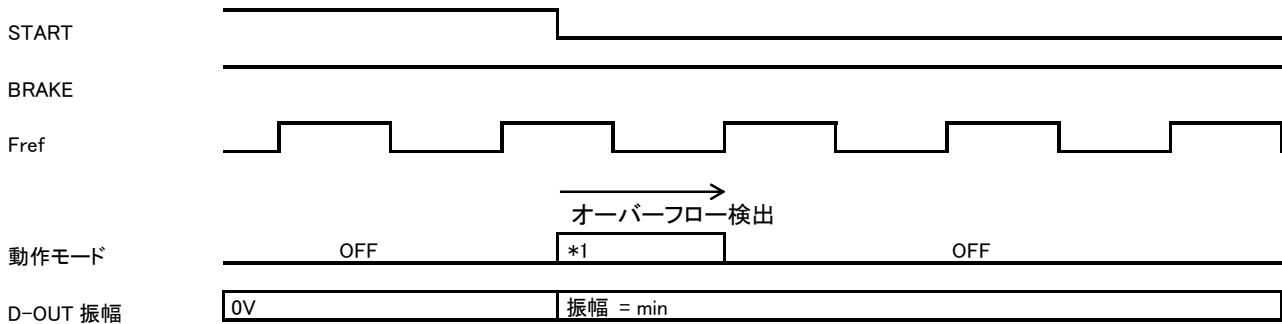 START
BRAKE
Fref
オーバーフロー検出
動作モード OFF *1 OFF
D-OUT 振幅 0V 振幅 = min